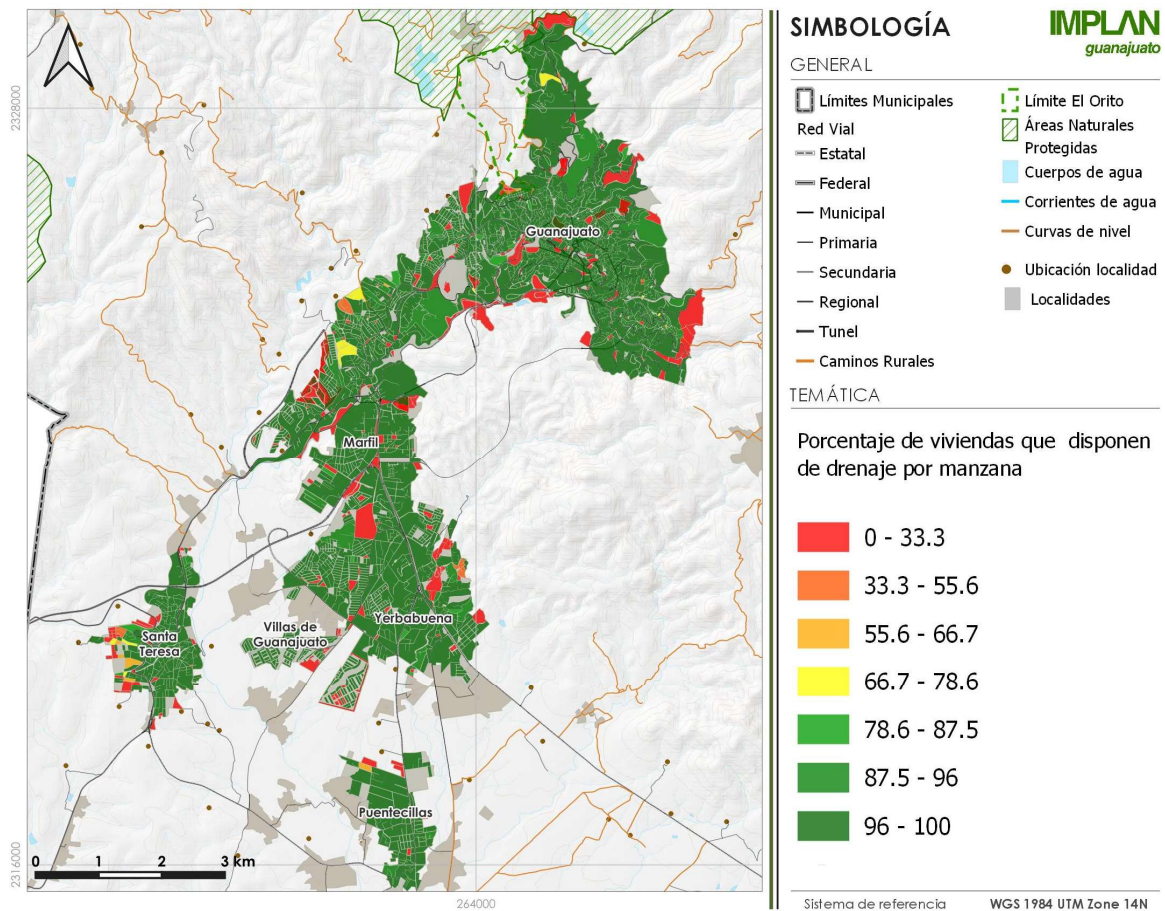 2328000
2316000
264000
Guanajuato
Marfil
Santa
Teresa
Villas de
Guanajuato
Yerbabuena
Puentecillas
0 1 2 3 km
SIMBOLOGÍA
IMPLAN
guanajuato
GENERAL
Límites Municipales
Red Vial
Estatal
Federal
Municipal
Primaria
Secundaria
Regional
Tunel
Caminos Rurales
Límite El Orito
Áreas Naturales
Protegidas
Cuerpos de agua
Corrientes de agua
Curvas de nivel
Ubicación localidad
Localidades
TEMÁTICA
Porcentaje de viviendas que disponen
de drenaje por manzana
0 - 33.3
33.3 - 55.6
55.6 - 66.7
66.7 - 78.6
78.6 - 87.5
87.5 - 96
96 - 100
Sistema de referencia WGS 1984 UTM Zone 14N